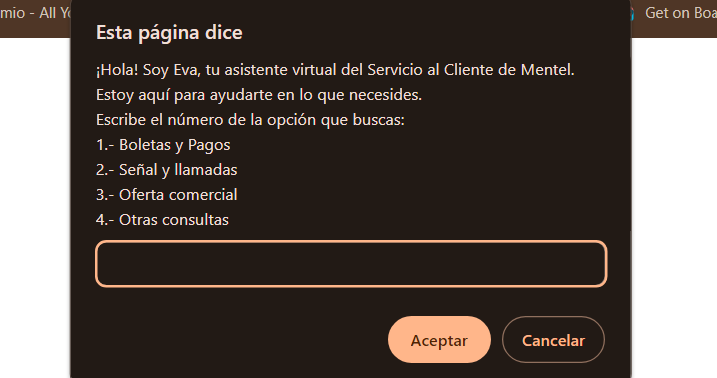 mio - All Yo
Get on Boa
Esta página dice
¡Hola! Soy Eva, tu asistente virtual del Servicio al Cliente de Mentel.
Estoy aquí para ayudarte en lo que necesides.
Escribe el número de la opción que buscas:
1.- Boletas y Pagos
2.- Señal y llamadas
3.- Oferta comercial
4.- Otras consultas
Aceptar
Cancelar